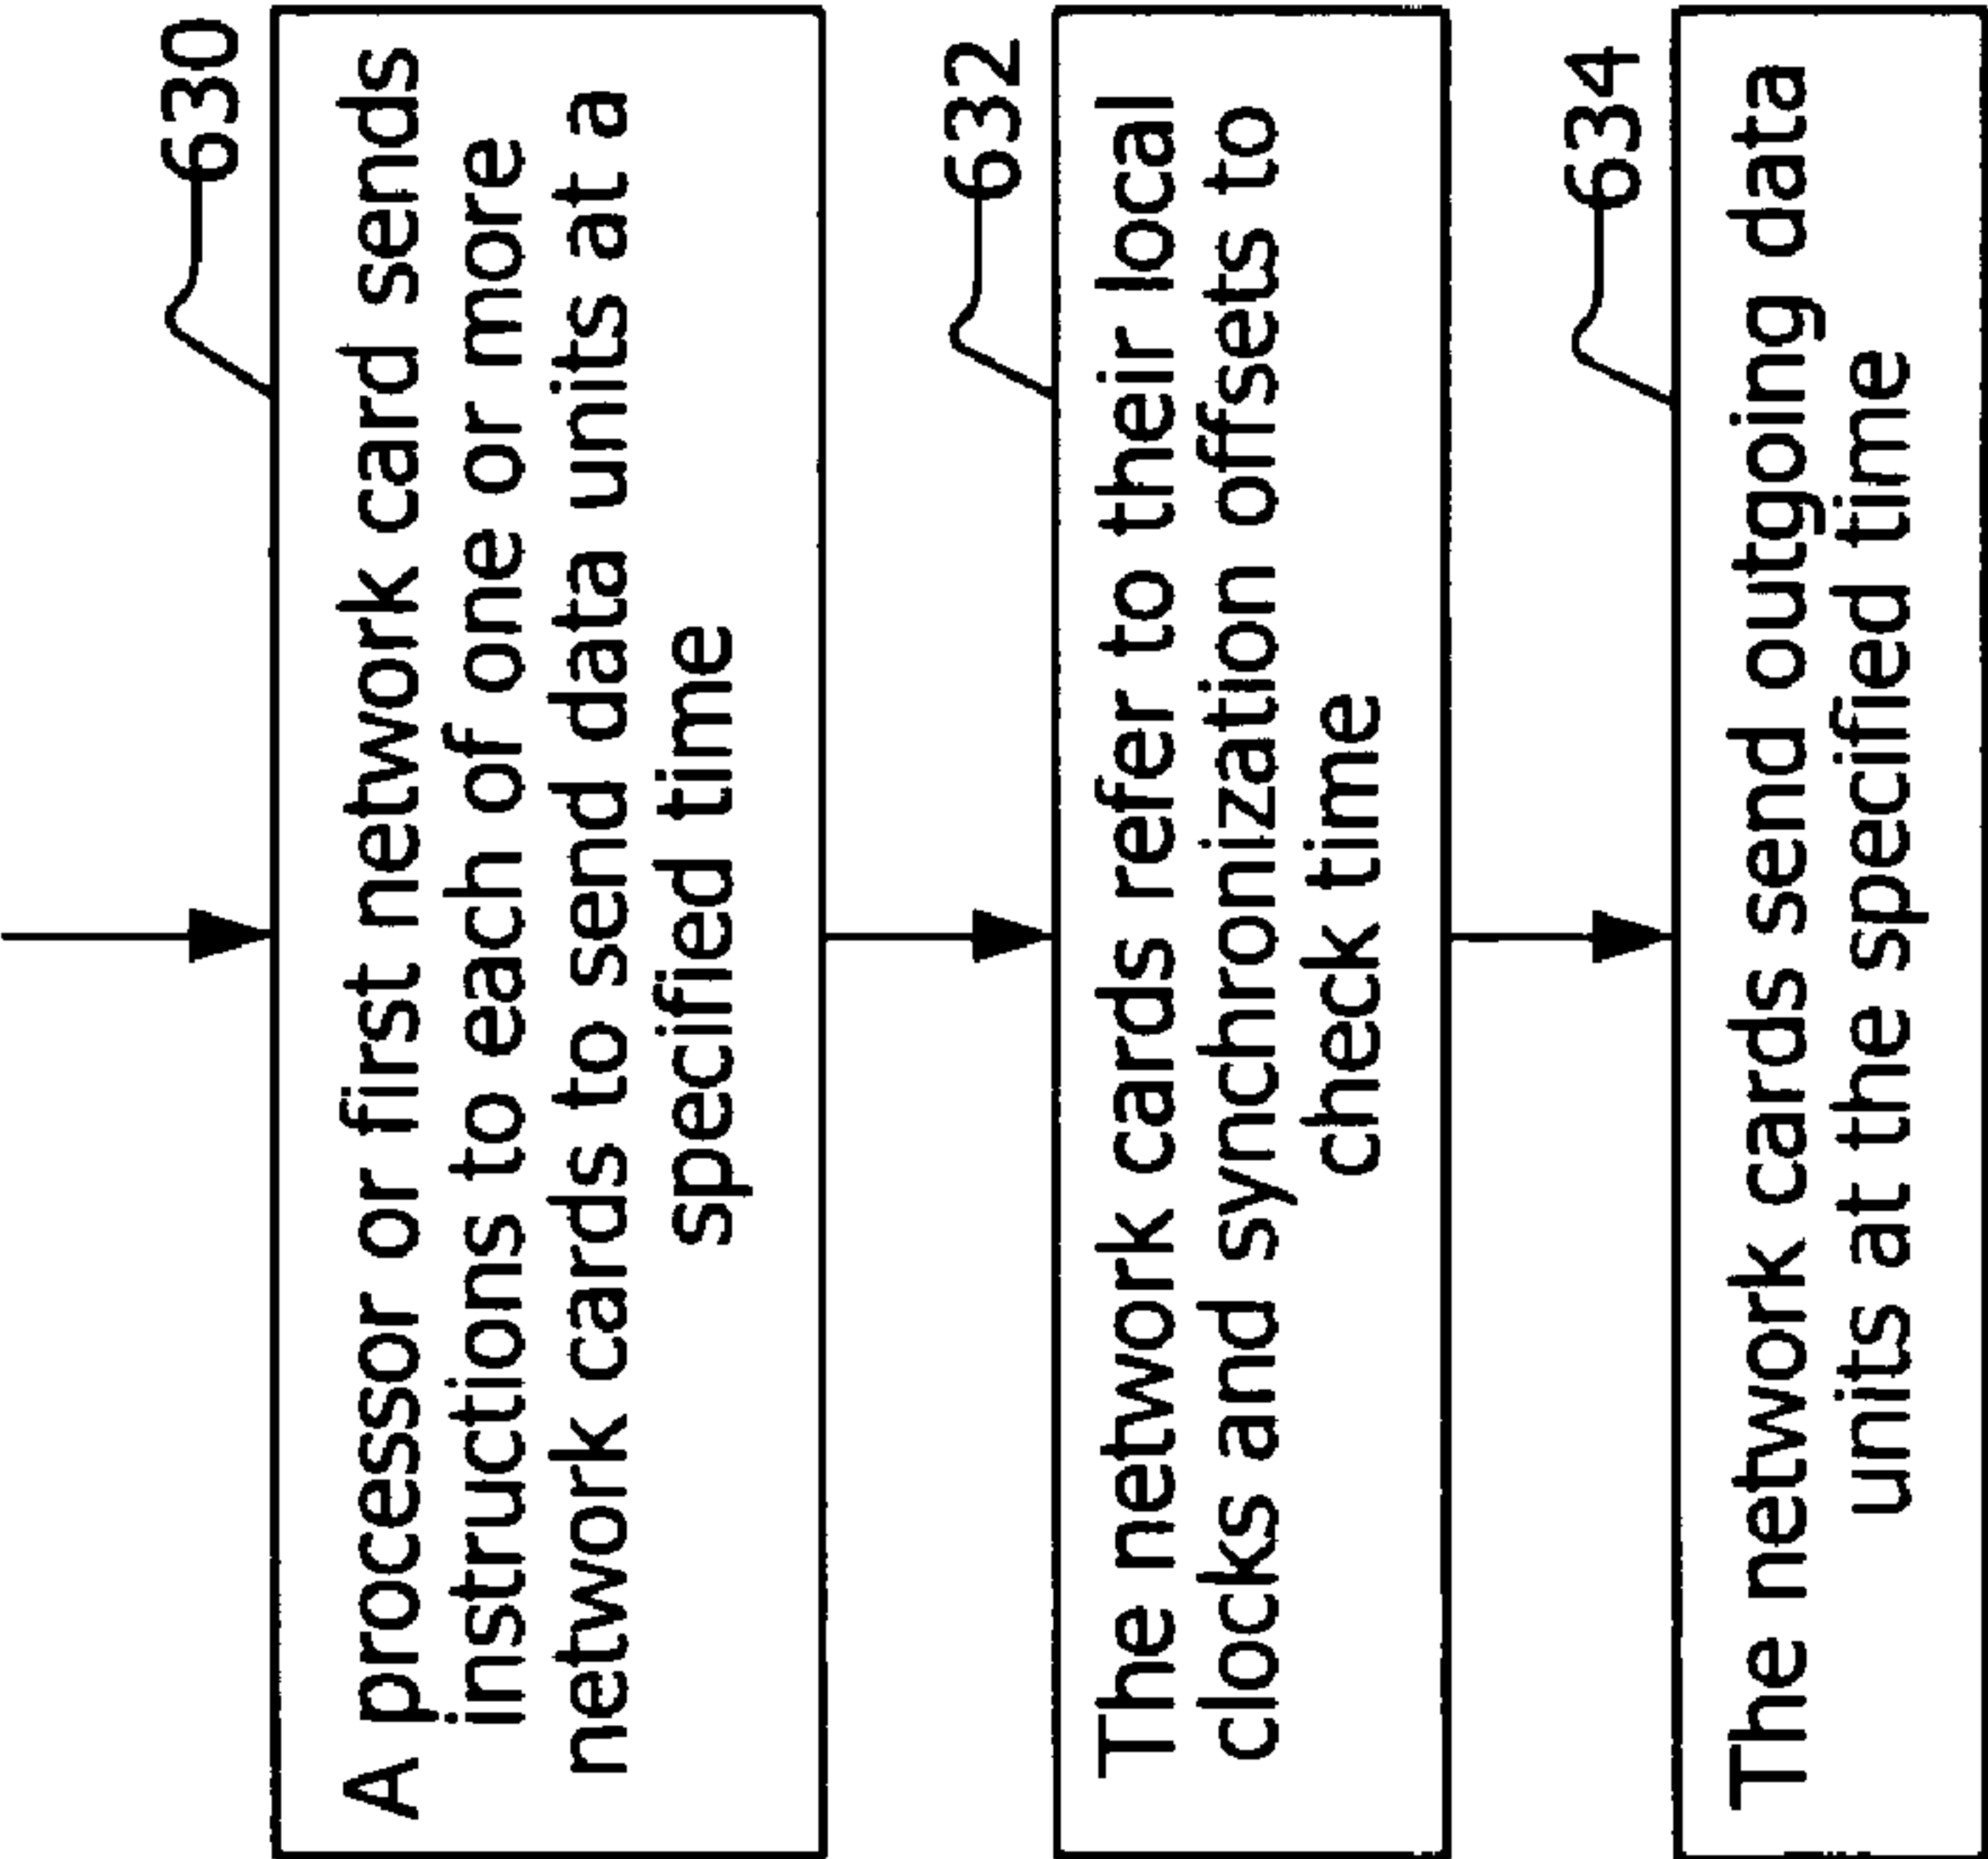 630
A processor or first network card sends
instructions to each of one or more
network cards to send data units at a
specified time
632
The network cards refer to their local
clocks and synchronization offsets to
check time
634
The network cards send outgoing data
units at the specified time